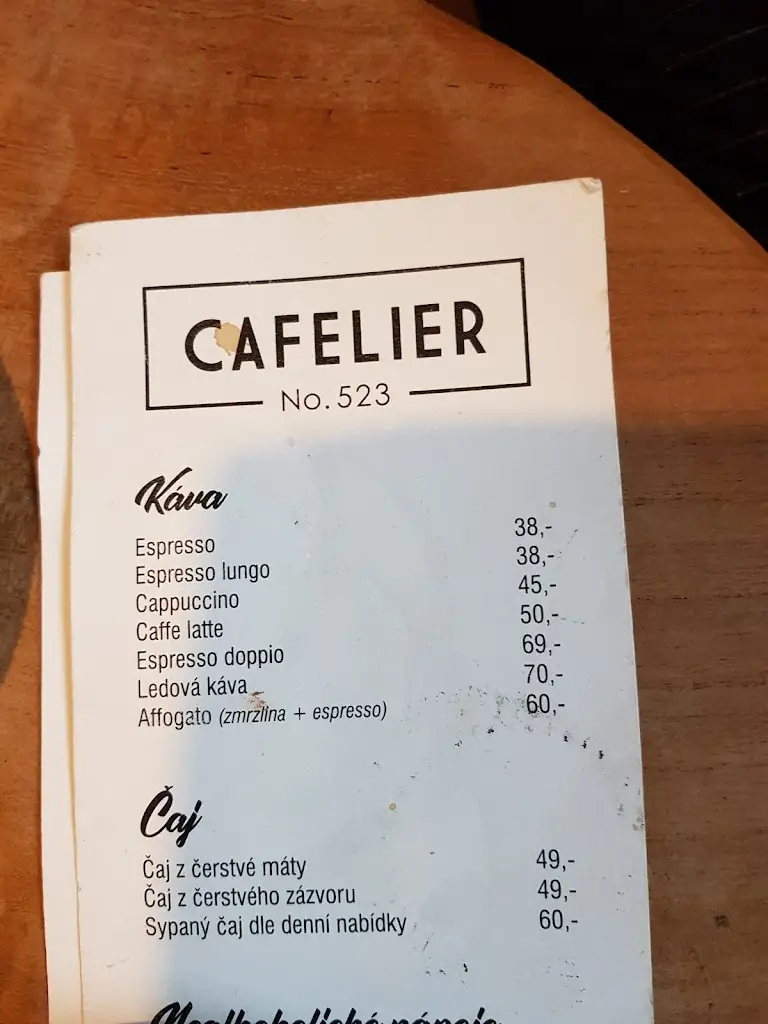 CAFELIER
No. 523
Káva
Espresso 38,-
Espresso lungo 38,-
Cappuccino 45,-
Caffe latte 50,-
Espresso doppio 69,-
Ledová káva 70,-
Affogato (zmrzlina + espresso) 60,-
Čaj
Čaj z čerstvé máty 49,-
Čaj z čerstvého zázvoru 49,-
Sypaný čaj dle denní nabídky 60,-
Nealkoholické nápoje